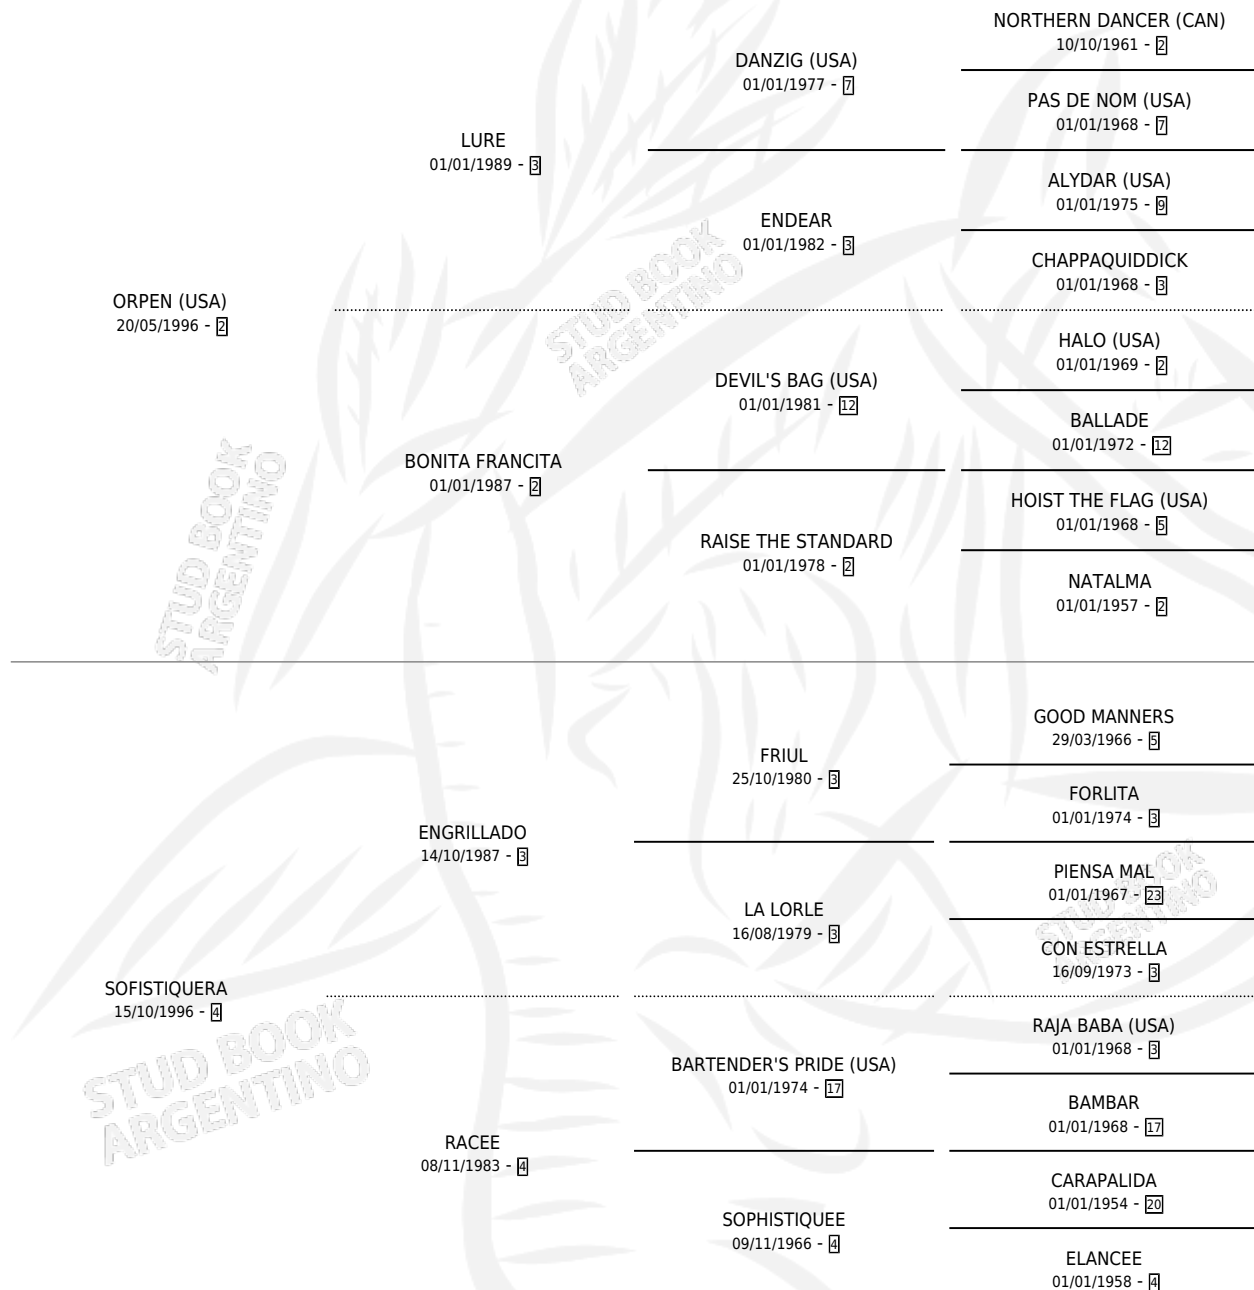 NORTHERN DANCER (CAN)
10/10/1961 - 2
DANZIG (USA)
01/01/1977 - 7
PAS DE NOM (USA)
01/01/1968 - 7
LURE
01/01/1989 - 3
ALYDAR (USA)
01/01/1975 - 9
ENDEAR
01/01/1982 - 3
CHAPPAQUIDDICK
01/01/1968 - 3
ORPEN (USA)
20/05/1996 - 2
STUD BOOK
ARGENTINO
HALO (USA)
01/01/1969 - 2
DEVIL'S BAG (USA)
01/01/1981 - 12
BALLADE
01/01/1972 - 12
BONITA FRANCITA
01/01/1987 - 2
HOIST THE FLAG (USA)
01/01/1968 - 5
RAISE THE STANDARD
01/01/1978 - 2
NATALMA
01/01/1957 - 2
STUD BOOK
ARGENTINO
GOOD MANNERS
29/03/1966 - 5
FRIUL
25/10/1980 - 3
FORLITA
01/01/1974 - 3
ENGRILLADO
14/10/1987 - 3
PIENSA MAL
01/01/1967 - 23
LA LORLE
16/08/1979 - 3
CON ESTRELLA
16/09/1973 - 3
STUD BOOK
ARGENTINO
SOFISTIQUERA
15/10/1996 - 4
RAJA BABA (USA)
01/01/1968 - 3
BARTENDER'S PRIDE (USA)
01/01/1974 - 17
BAMBAR
01/01/1968 - 17
STUD BOOK
ARGENTINO
RACEE
08/11/1983 - 4
CARAPALIDA
01/01/1954 - 20
SOPHISTIQUEE
09/11/1966 - 4
ELANCEE
01/01/1958 - 4